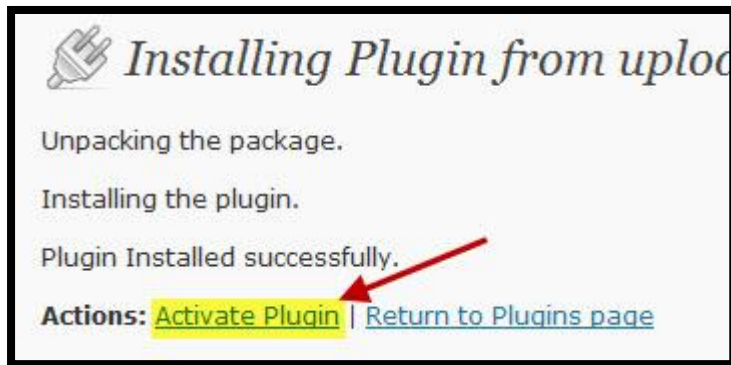 Installing Plugin from uploa
Unpacking the package.
Installing the plugin.
Plugin Installed successfully.
Actions: Activate Plugin | Return to Plugins page